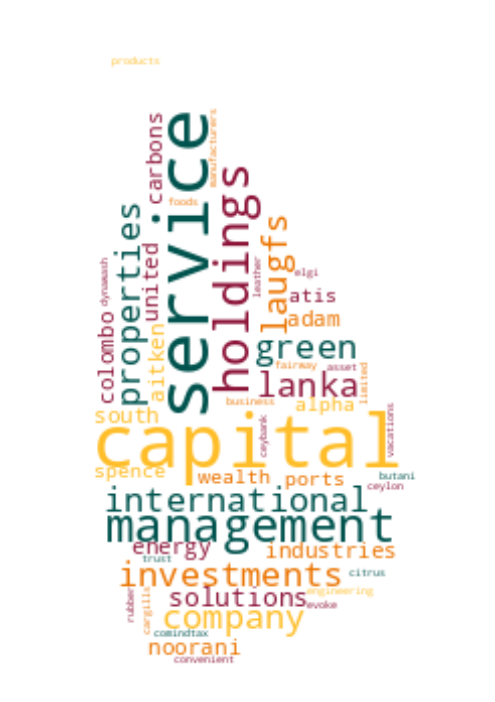 products
carbons
service
manufacturers
foods
holdings
properties
laugfs
united
leather
elgi
dynawash
atis
colombo
adam
aitken
green
fairway
asset
lanka
limited
business
alpha
south
capital
ceybank
vacations
spence
wealth
ports
butani
ceylon
international
management
energy
industries
trust
investments
citrus
rubber
cargills
solutions
engineering
evoke
company
comindtax
noorani
convenient